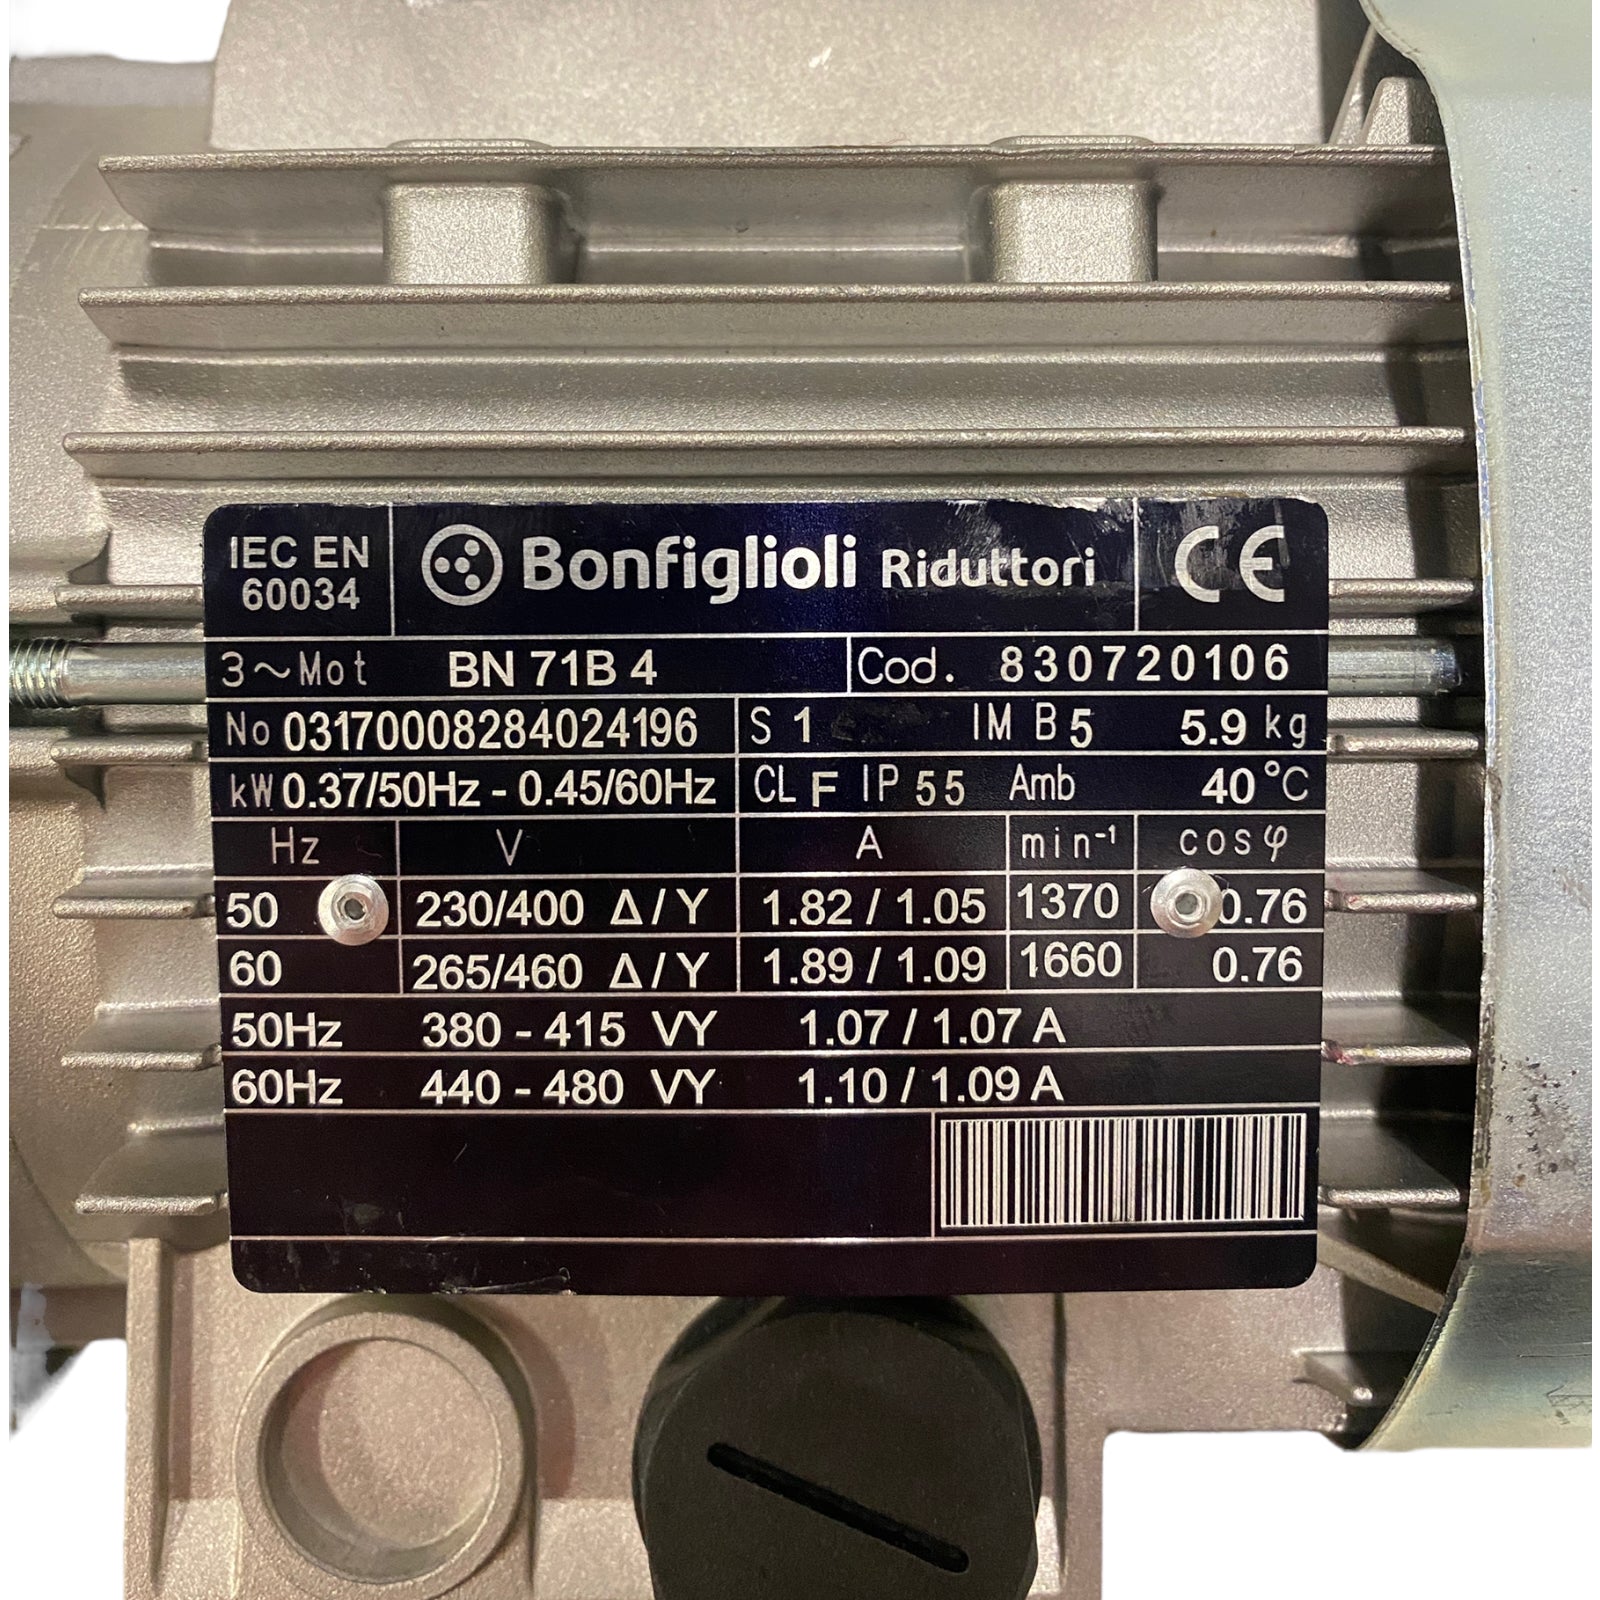 IEC EN
60034
Bonfiglioli Riduttori
CE
3~Mot BN 71B 4 Cod. 830720106
No 03170008284024196 S 1 IM B 5 5.9 kg
kW 0.37/50Hz - 0.45/60Hz CL F IP 55 Amb 40 °C
Hz V A min⁻¹ cosφ
50 230/400 Δ/Y 1.82 / 1.05 1370 0.76
60 265/460 Δ/Y 1.89 / 1.09 1660 0.76
50Hz 380 - 415 VY 1.07 / 1.07 A
60Hz 440 - 480 VY 1.10 / 1.09 A